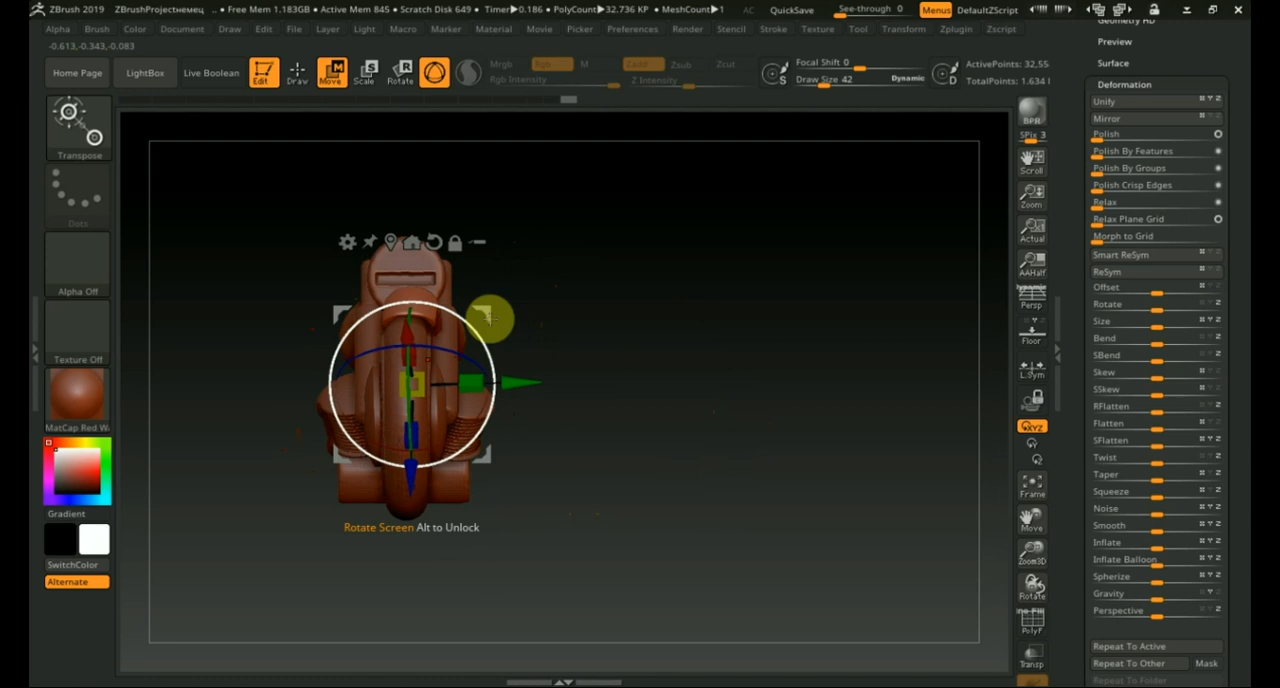 ZBrush 2019 ZBrushProjectнемец .. • Free Mem 1.183GB • Active Mem 845 • Scratch Disk 649 • Timer▶0.186 • PolyCount▶32.736 KP • MeshCount▶1 AC QuickSave See-through 0 Menus DefaultZScript
Alpha Brush Color Document Draw Edit File Layer Light Macro Marker Material Movie Picker Preferences Render Stencil Stroke Texture Tool Transform Zplugin Zscript
-0.613,-0.343,-0.083
Home Page LightBox Live Boolean Edit Draw Move Scale Rotate
Mrgb Rgb M Zadd Zsub Zcut
Rgb Intensity Z Intensity
Focal Shift 0
Draw Size 42 Dynamic
ActivePoints: 32,55
TotalPoints: 1.634
Transpose
Dots
Alpha Off
Texture Off
MatCap Red W
Gradient
SwitchColor
Alternate
Rotate Screen Alt to Unlock
BPR
SPix 3
Scroll
Zoom
Actual
AAHalf
Dynamic
Persp
Floor
L.Sym
XYZ
Frame
Move
Zoom3D
Rotate
PolyF
Transp
Geometry HD
Preview
Surface
Deformation
Unify
Mirror
Polish
Polish By Features
Polish By Groups
Polish Crisp Edges
Relax
Relax Plane Grid
Morph to Grid
Smart ReSym
ReSym
Offset
Rotate
Size
Bend
SBend
Skew
SSkew
RFlatten
Flatten
SFlatten
Twist
Taper
Squeeze
Noise
Smooth
Inflate
Inflate Balloon
Spherize
Gravity
Perspective
Repeat To Active
Repeat To Other Mask
Repeat To Folder